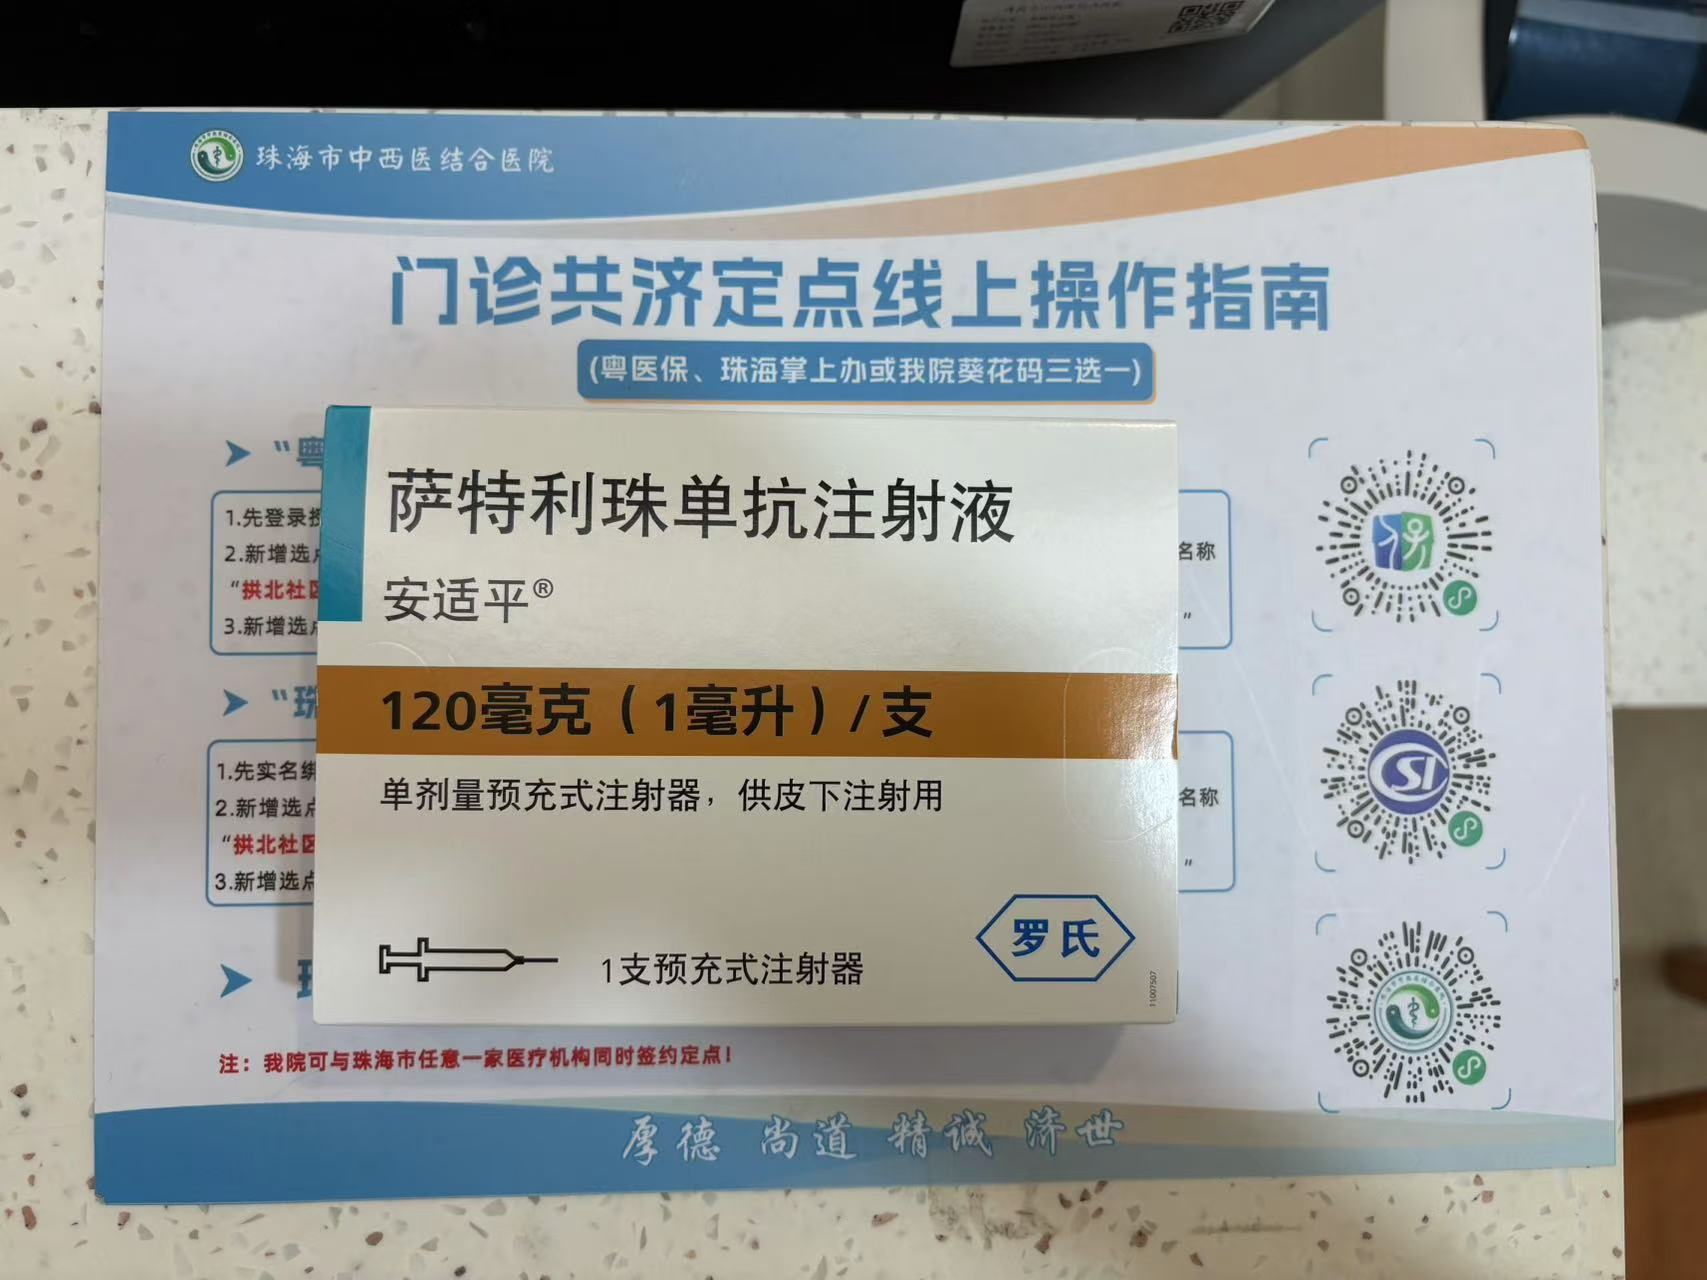 珠海市中西医结合医院
门诊共济定点线上操作指南
(粤医保、珠海掌上办或我院葵花码三选一)
“粤
1.先登录
2.新增选
名称
“拱北社
”
3.新增选
萨特利珠单抗注射液
安适平®
120毫克（1毫升）/支
单剂量预充式注射器，供皮下注射用
1支预充式注射器
罗氏
11007507
“珠
1.先实名
2.新增选
名称
“拱北社
”
3.新增选
注：我院可与珠海市任意一家医疗机构同时签约定点！
厚德 尚道 精诚 济世